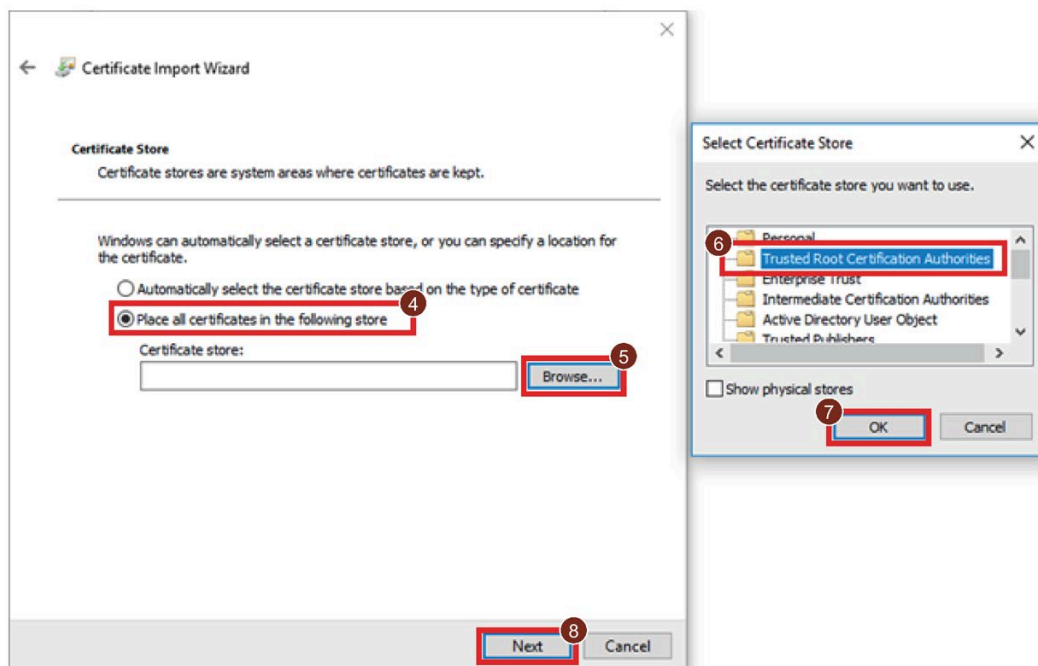 Certificate Import Wizard
Certificate Store
Certificate stores are system areas where certificates are kept.
Windows can automatically select a certificate store, or you can specify a location for
the certificate.
Automatically select the certificate store based on the type of certificate
4
Place all certificates in the following store
Certificate store:
5
Browse...
8
Next
Cancel
Select Certificate Store
Select the certificate store you want to use.
Personal
6
Trusted Root Certification Authorities
Enterprise Trust
Intermediate Certification Authorities
Active Directory User Object
Trusted Publishers
Show physical stores
7
OK
Cancel